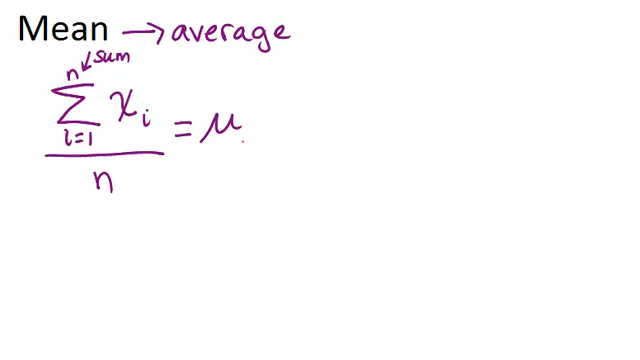 Mean → average
n ↙ sum
Σ xᵢ
i=1
= μ
n